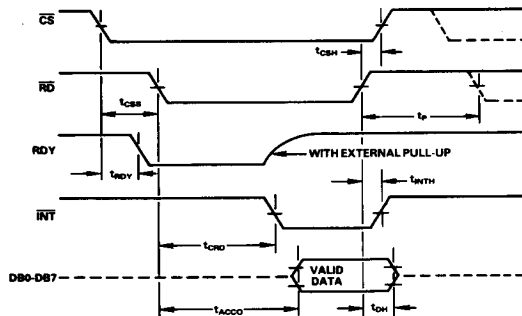 CS
tCSH
RD
tCSS
tP
RDY
WITH EXTERNAL PULL-UP
tRDY
tINTH
INT
tCRD
DB0-DB7
VALID
DATA
tACCO
tDH